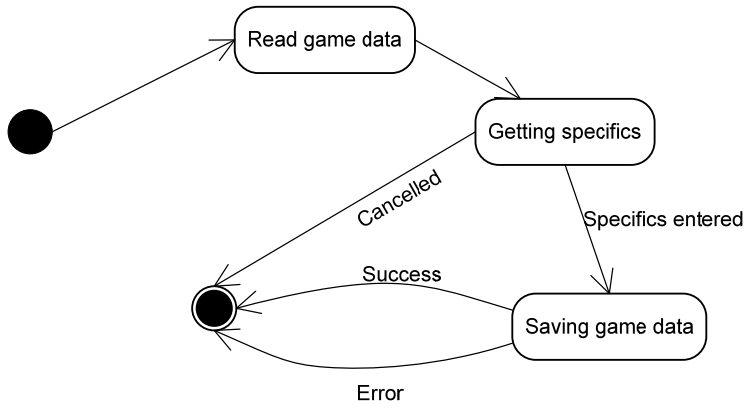 Read game data
Getting specifics
Cancelled
Specifics entered
Success
Saving game data
Error